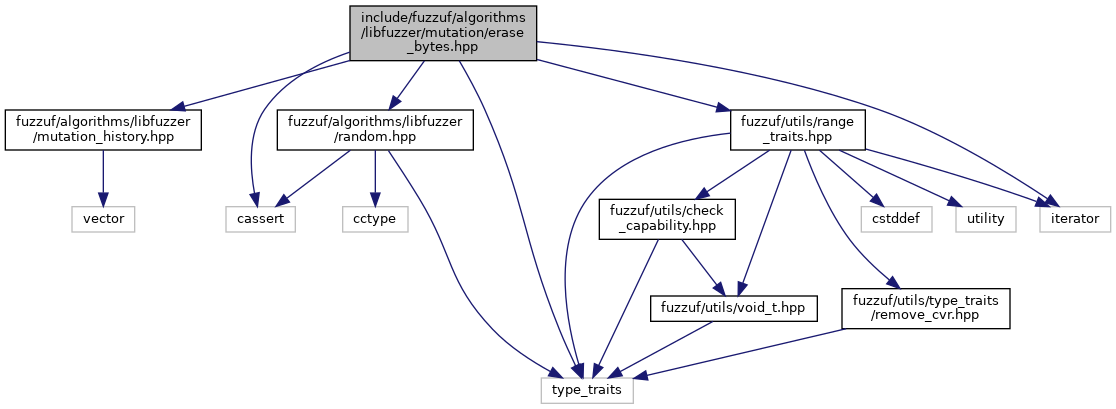 include/fuzzuf/algorithms
/libfuzzer/mutation/erase
_bytes.hpp
fuzzuf/algorithms/libfuzzer
/mutation_history.hpp
fuzzuf/algorithms/libfuzzer
/random.hpp
fuzzuf/utils/range
_traits.hpp
vector
cassert
cctype
fuzzuf/utils/check
_capability.hpp
cstddef
utility
iterator
fuzzuf/utils/void_t.hpp
fuzzuf/utils/type_traits
/remove_cvr.hpp
type_traits